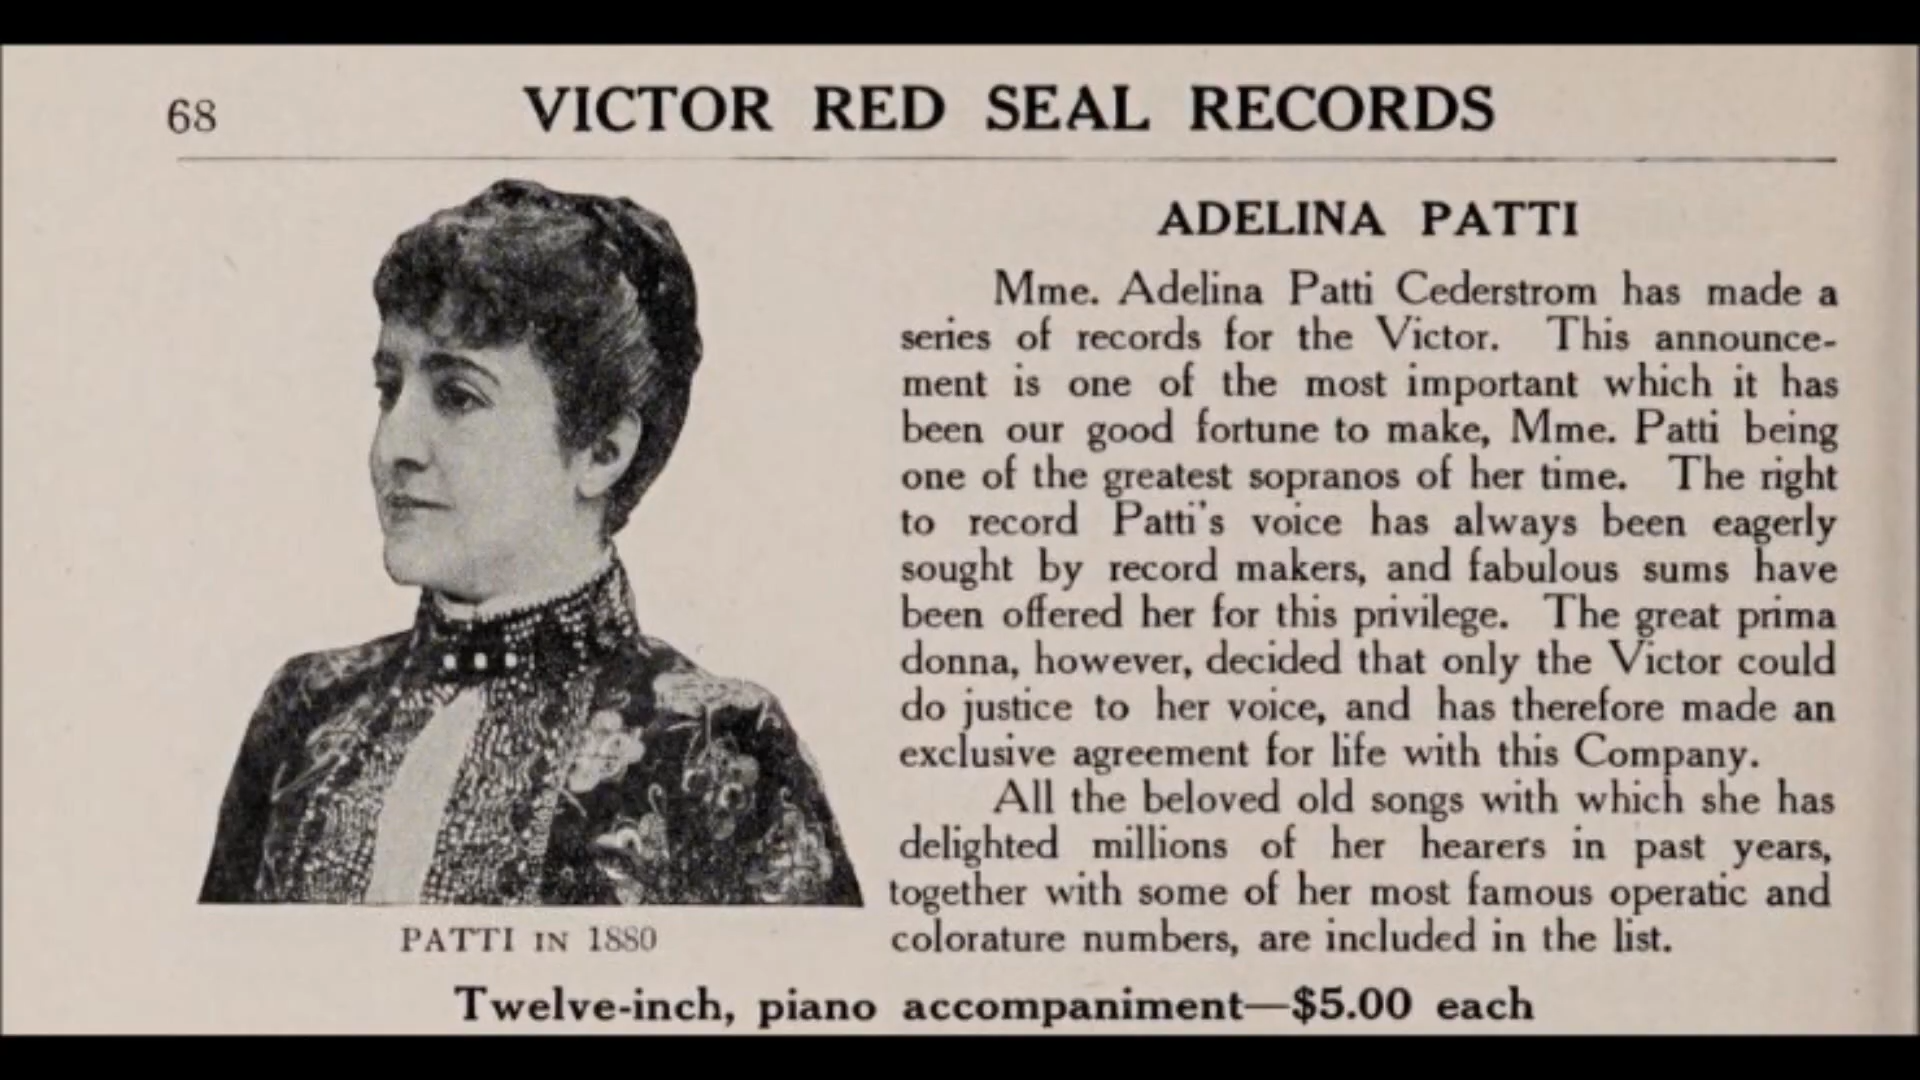 68
VICTOR RED SEAL RECORDS
ADELINA PATTI
Mme. Adelina Patti Cederstrom has made a
series of records for the Victor. This announce-
ment is one of the most important which it has
been our good fortune to make, Mme. Patti being
one of the greatest sopranos of her time. The right
to record Patti's voice has always been eagerly
sought by record makers, and fabulous sums have
been offered her for this privilege. The great prima
donna, however, decided that only the Victor could
do justice to her voice, and has therefore made an
exclusive agreement for life with this Company.
All the beloved old songs with which she has
delighted millions of her hearers in past years,
together with some of her most famous operatic and
colorature numbers, are included in the list.
PATTI IN 1880
Twelve-inch, piano accompaniment—$5.00 each